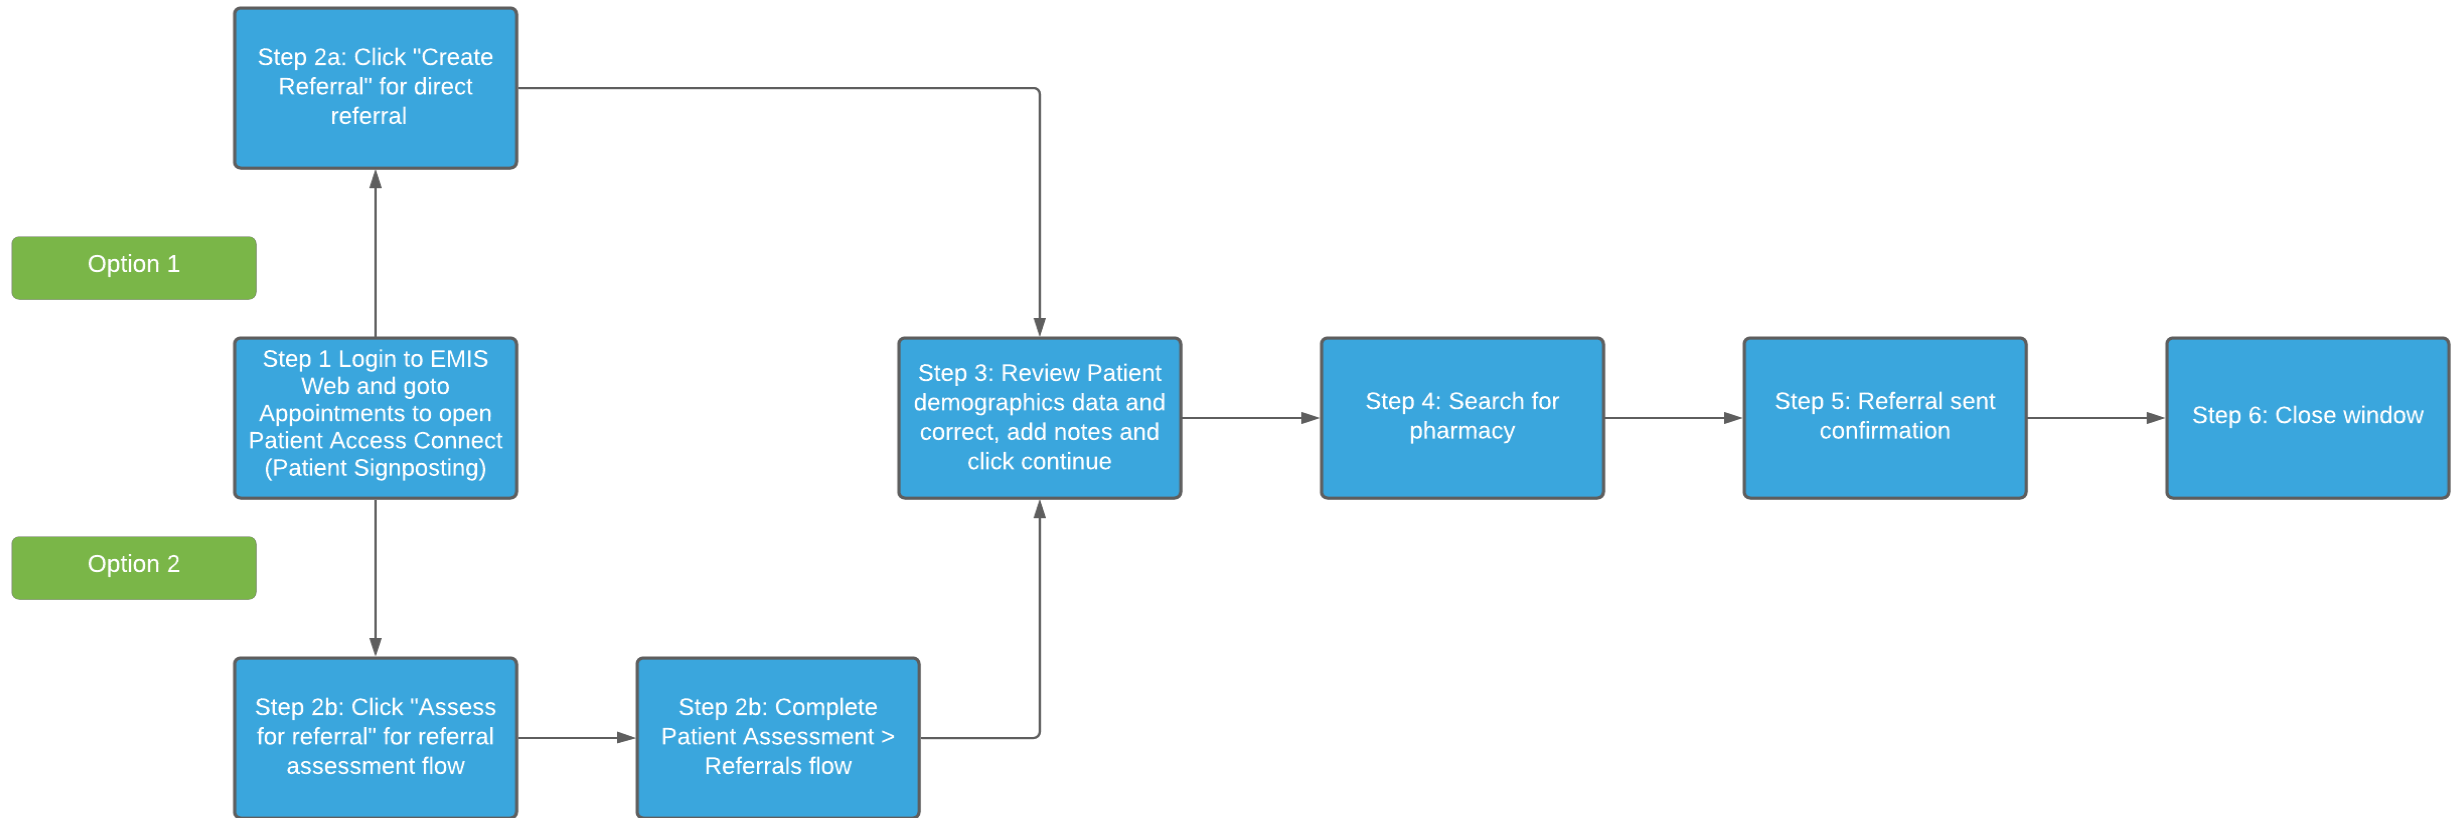 Step 2a: Click "Create
Referral" for direct
referral
Option 1
Step 1 Login to EMIS
Web and goto
Appointments to open
Patient Access Connect
(Patient Signposting)
Step 3: Review Patient
demographics data and
correct, add notes and
click continue
Step 4: Search for
pharmacy
Step 5: Referral sent
confirmation
Step 6: Close window
Option 2
Step 2b: Click "Assess
for referral" for referral
assessment flow
Step 2b: Complete
Patient Assessment >
Referrals flow